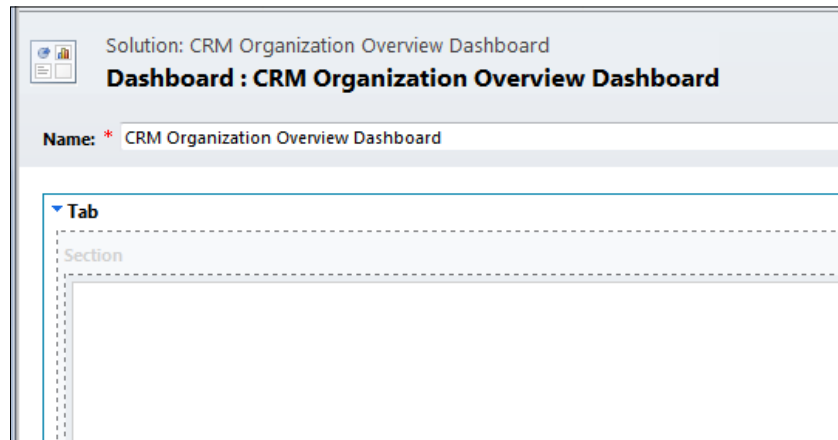 Solution: CRM Organization Overview Dashboard
Dashboard : CRM Organization Overview Dashboard
Name: * CRM Organization Overview Dashboard
Tab
Section